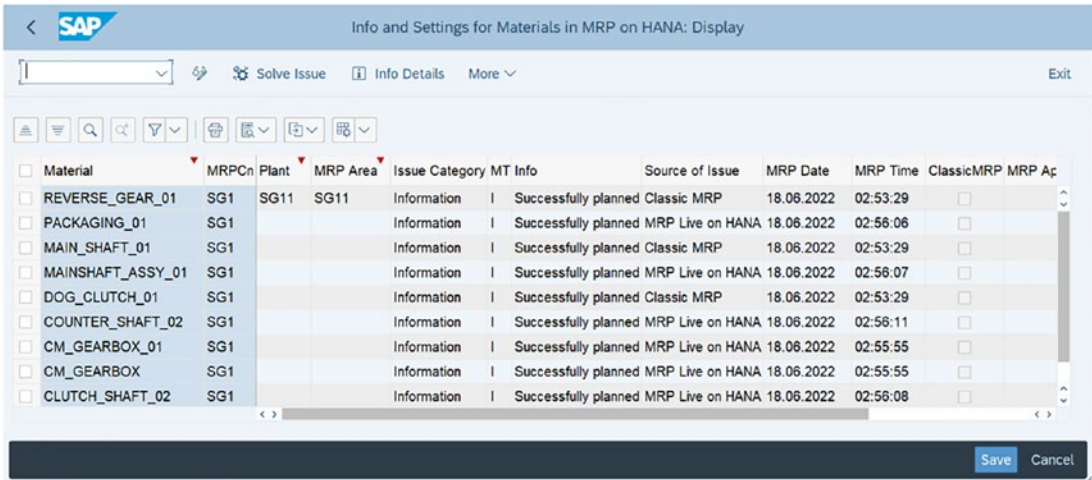 SAP Info and Settings for Materials in MRP on HANA: Display
Solve Issue Info Details More Exit
Material MRPCn Plant MRP Area Issue Category MT Info Source of Issue MRP Date MRP Time ClassicMRP MRP Ap
REVERSE_GEAR_01 SG1 SG11 SG11 Information I Successfully planned Classic MRP 18.06.2022 02:53:29
PACKAGING_01 SG1 Information I Successfully planned MRP Live on HANA 18.06.2022 02:56:06
MAIN_SHAFT_01 SG1 Information I Successfully planned Classic MRP 18.06.2022 02:53:29
MAINSHAFT_ASSY_01 SG1 Information I Successfully planned MRP Live on HANA 18.06.2022 02:56:07
DOG_CLUTCH_01 SG1 Information I Successfully planned Classic MRP 18.06.2022 02:53:29
COUNTER_SHAFT_02 SG1 Information I Successfully planned MRP Live on HANA 18.06.2022 02:56:11
CM_GEARBOX_01 SG1 Information I Successfully planned MRP Live on HANA 18.06.2022 02:55:55
CM_GEARBOX SG1 Information I Successfully planned MRP Live on HANA 18.06.2022 02:55:55
CLUTCH_SHAFT_02 SG1 Information I Successfully planned MRP Live on HANA 18.06.2022 02:56:08
Save Cancel